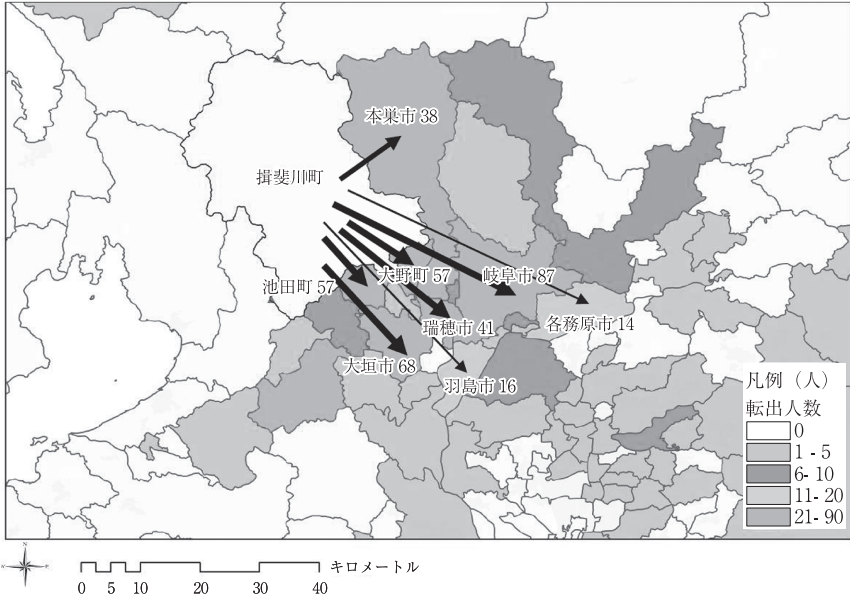 本巣市 38
揖斐川町
大野町 57
岐阜市 87
池田町 57
瑞穂市 41
各務原市 14
大垣市 68
羽島市 16
凡例（人）
転出人数
0
1 - 5
6- 10
11- 20
21- 90
キロメートル
0 5 10 20 30 40